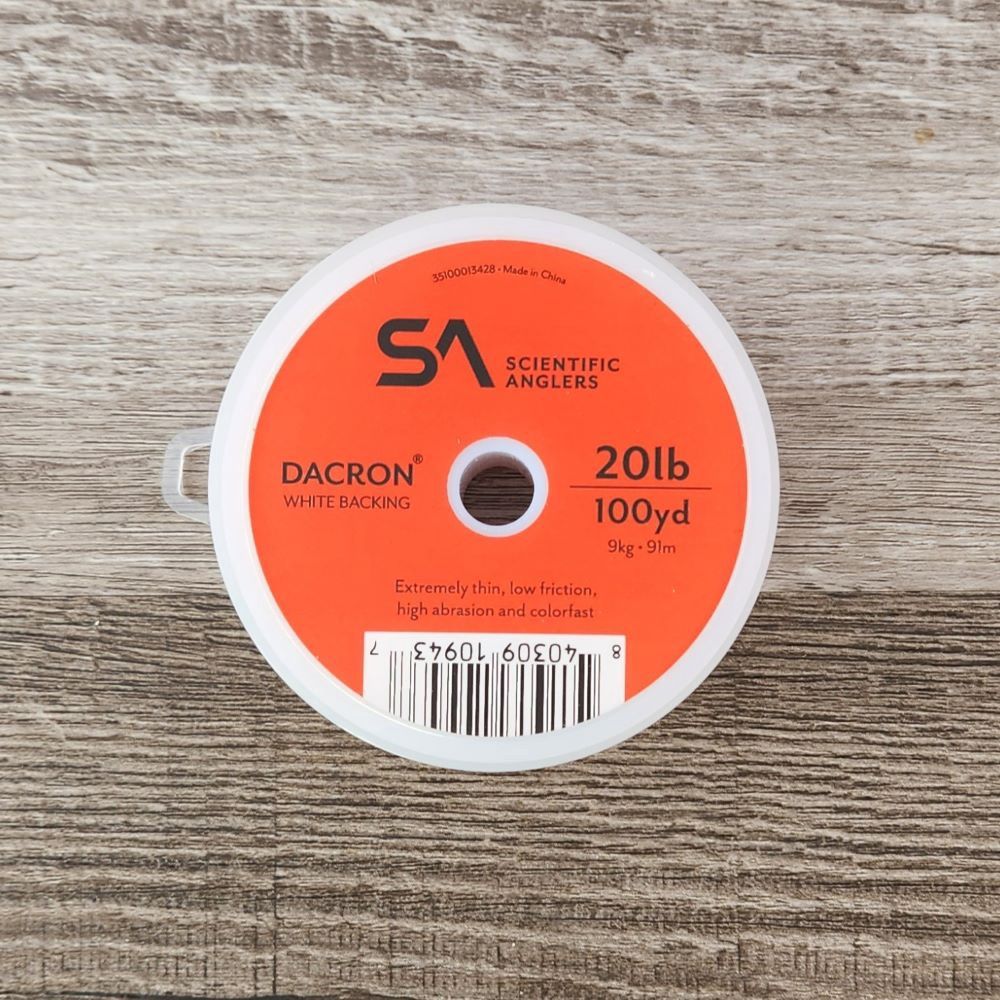 35100013428 • Made in China
SA
SCIENTIFIC
ANGLERS
DACRON®
WHITE BACKING
20lb
100yd
9kg • 91m
Extremely thin, low friction,
high abrasion and colorfast
8 40309 10943 7